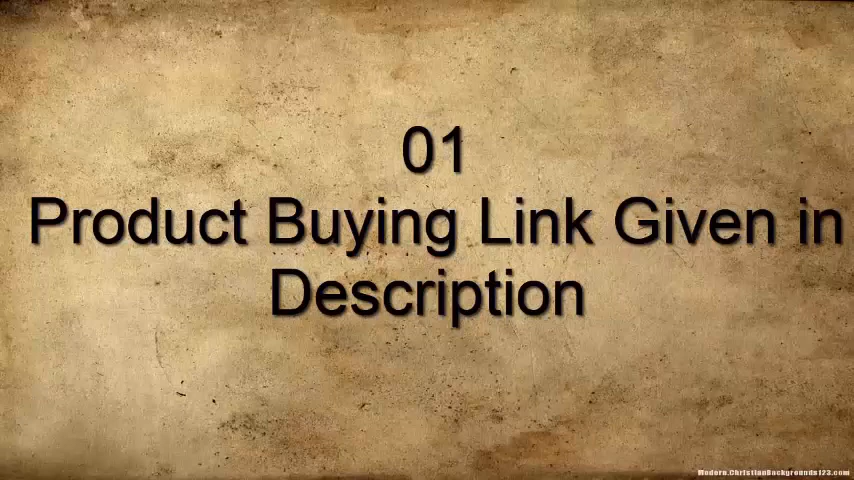 01
Product Buying Link Given in
Description
Modern.ChristianBackgrounds123.com